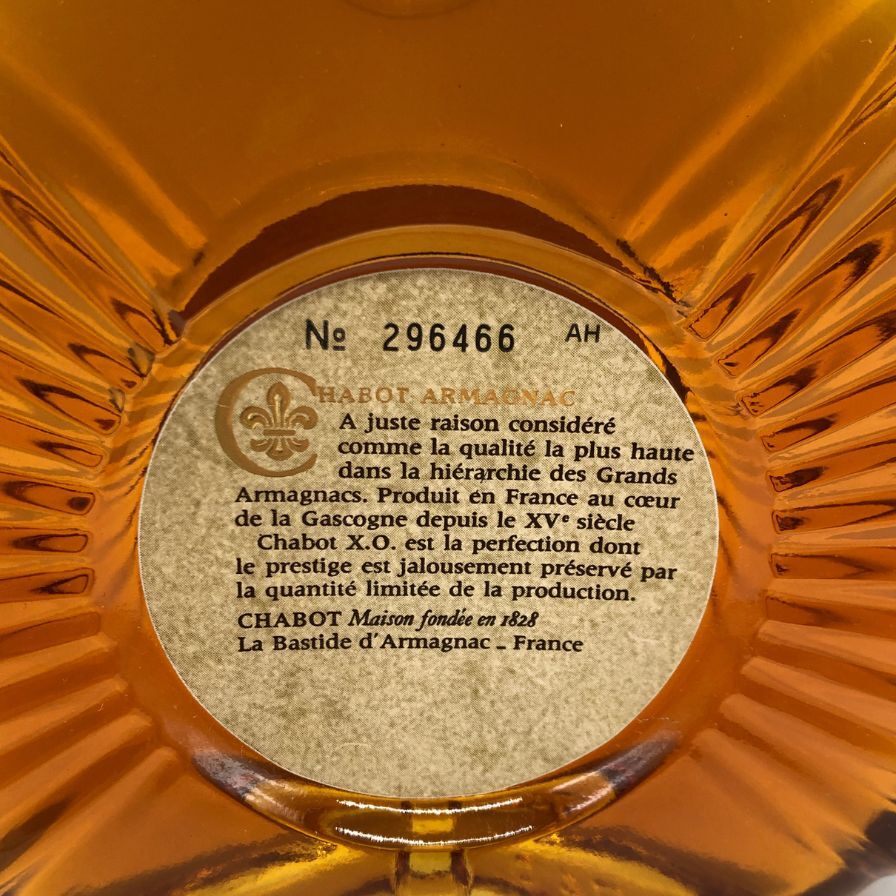 No 296466 AH
CHABOT ARMAGNAC
A juste raison considéré
comme la qualité la plus haute
dans la hiérarchie des Grands
Armagnacs. Produit en France au cœur
de la Gascogne depuis le XVe siècle
Chabot X.O. est la perfection dont
le prestige est jalousement préservé par
la quantité limitée de la production.
CHABOT Maison fondée en 1828
La Bastide d'Armagnac - France